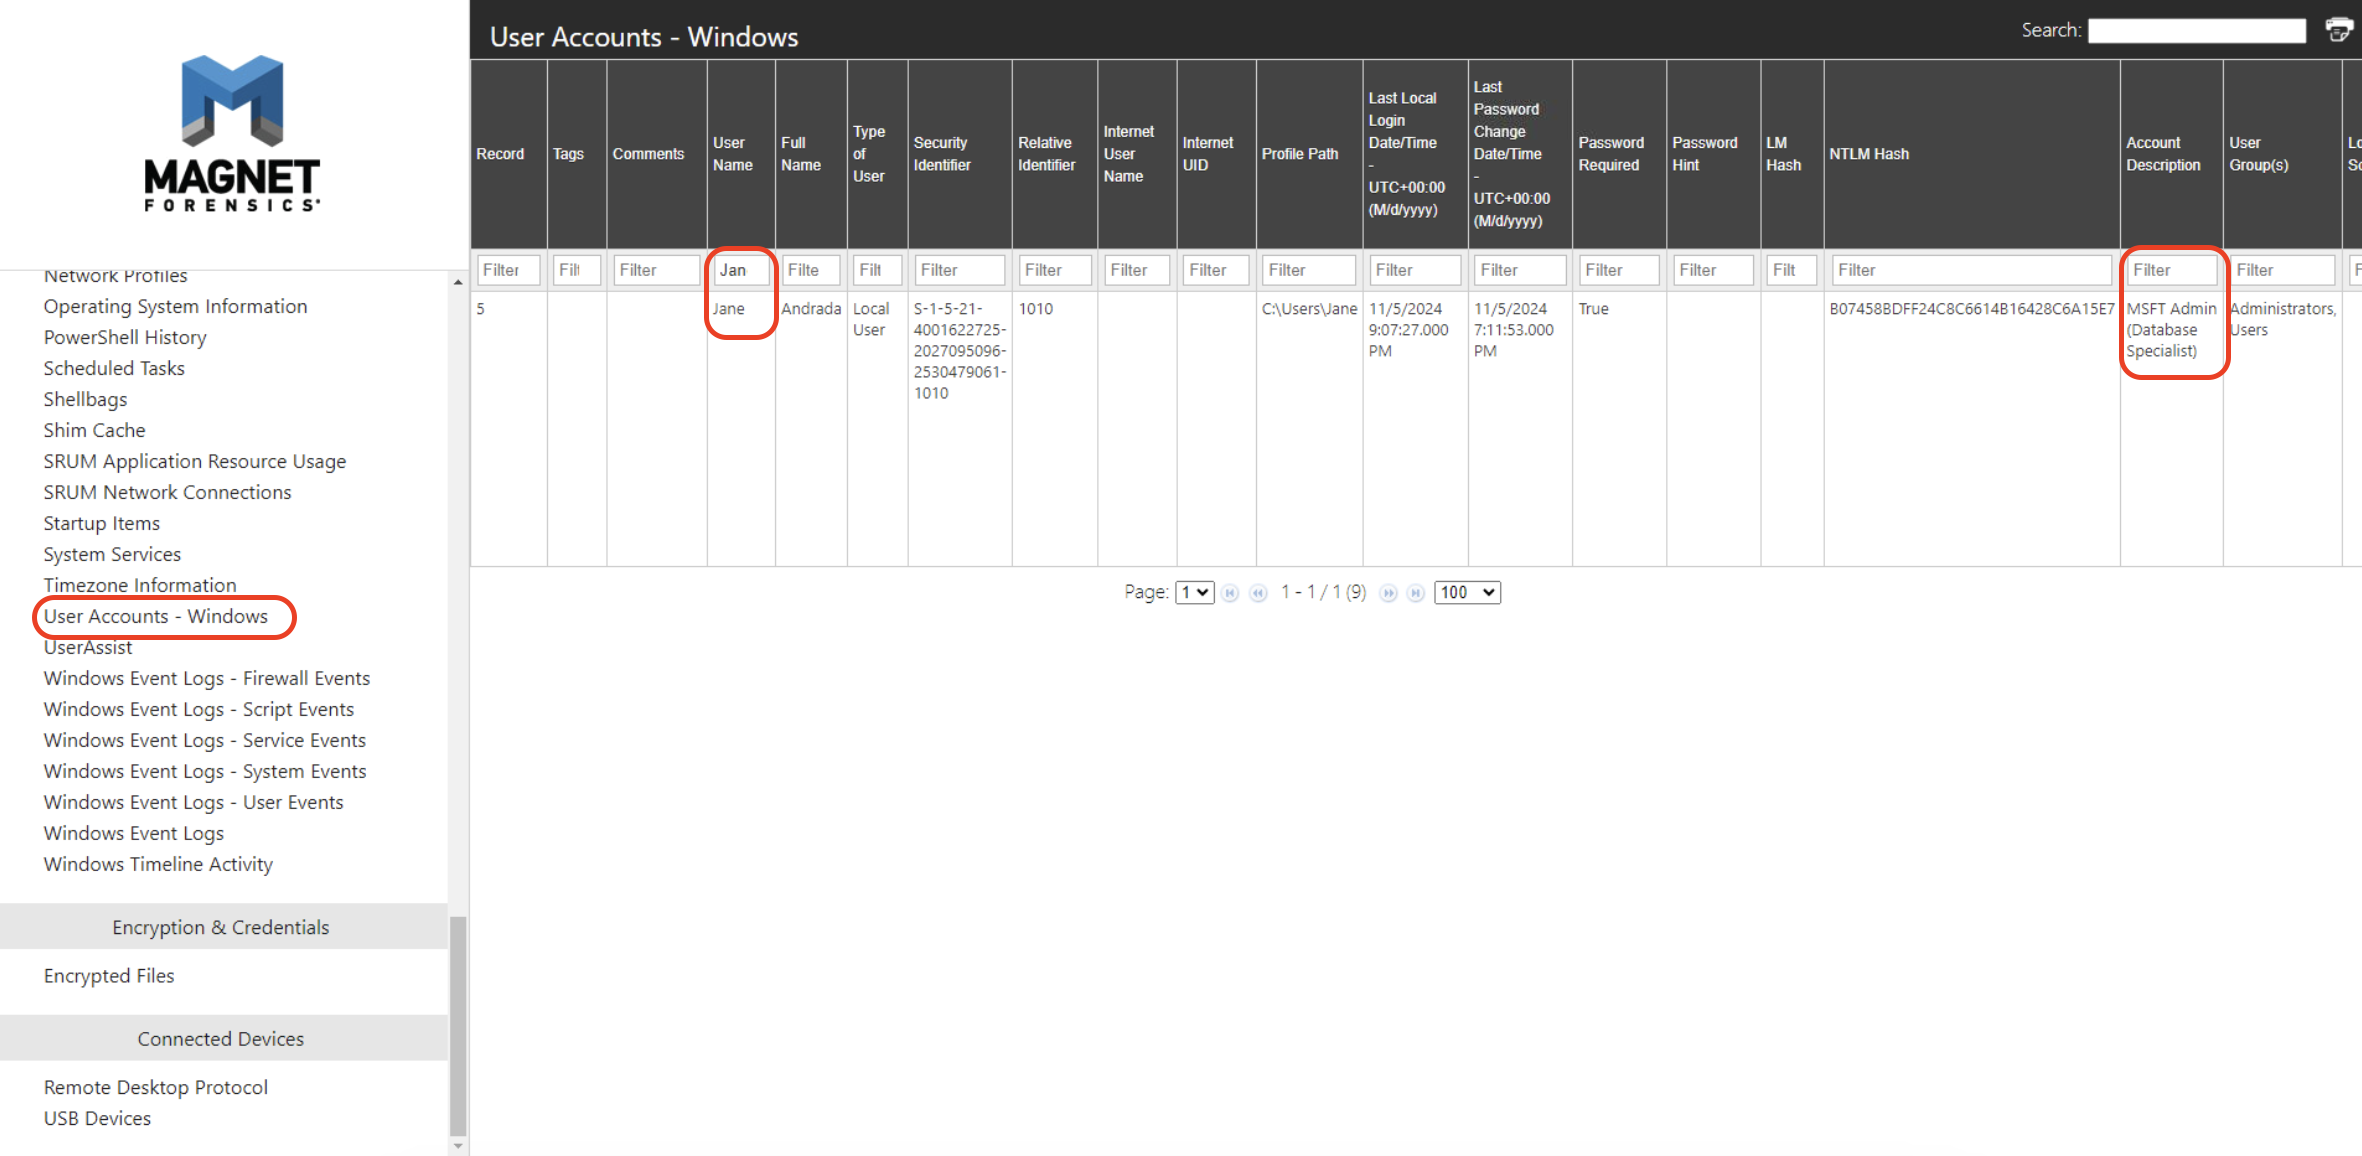 MAGNET
FORENSICS
Network Profiles
Operating System Information
PowerShell History
Scheduled Tasks
Shellbags
Shim Cache
SRUM Application Resource Usage
SRUM Network Connections
Startup Items
System Services
Timezone Information
User Accounts - Windows
UserAssist
Windows Event Logs - Firewall Events
Windows Event Logs - Script Events
Windows Event Logs - Service Events
Windows Event Logs - System Events
Windows Event Logs - User Events
Windows Event Logs
Windows Timeline Activity
Encryption & Credentials
Encrypted Files
Connected Devices
Remote Desktop Protocol
USB Devices
User Accounts - Windows
Search:
Record
Tags
Comments
User
Name
Full
Name
Type
of
User
Security
Identifier
Relative
Identifier
Internet
User
Name
Internet
UID
Profile Path
Last Local
Login
Date/Time
-
UTC+00:00
(M/d/yyyy)
Last
Password
Change
Date/Time
-
UTC+00:00
(M/d/yyyy)
Password
Required
Password
Hint
LM
Hash
NTLM Hash
Account
Description
User
Group(s)
Filter Filt Filter Jan Filte Filt Filter Filter Filter Filter Filter Filter Filter Filter Filter Filt Filter Filter Filter
5
Jane
Andrada
Local
User
S-1-5-21-
4001622725-
2027095096-
2530479061-
1010
1010
C:\Users\Jane
11/5/2024
9:07:27.000
PM
11/5/2024
7:11:53.000
PM
True
B07458BDFF24C8C6614B16428C6A15E7
MSFT Admin
(Database
Specialist)
Administrators,
Users
Page: 1 1 - 1 / 1 (9) 100